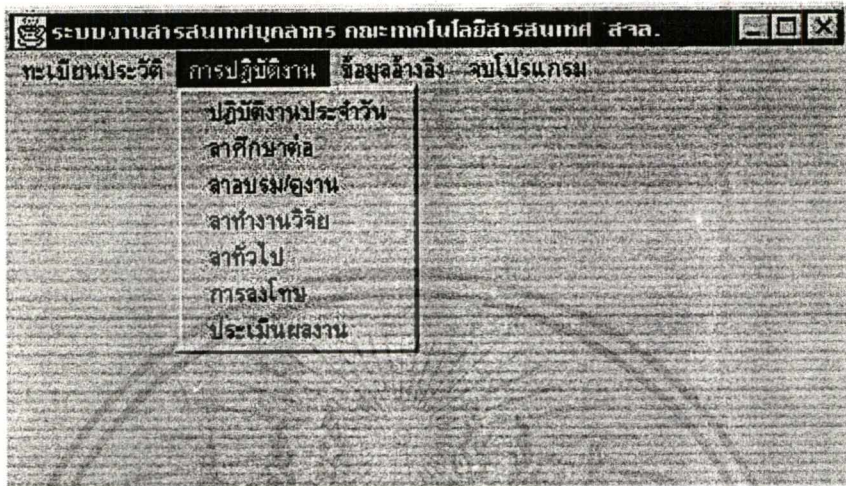 ระบบงานสารสนเทศบุคลากร คณะเทคโนโลยีสารสนเทศ สจล.
ทะเบียนประวัติ การปฏิบัติงาน ข้อมูลอ้างอิง จบโปรแกรม
ปฏิบัติงานประจำวัน
ลาศึกษาต่อ
ลาอบรม/ดูงาน
ลาทำงานวิจัย
ลาทั่วไป
การลงโทษ
ประเมินผลงาน